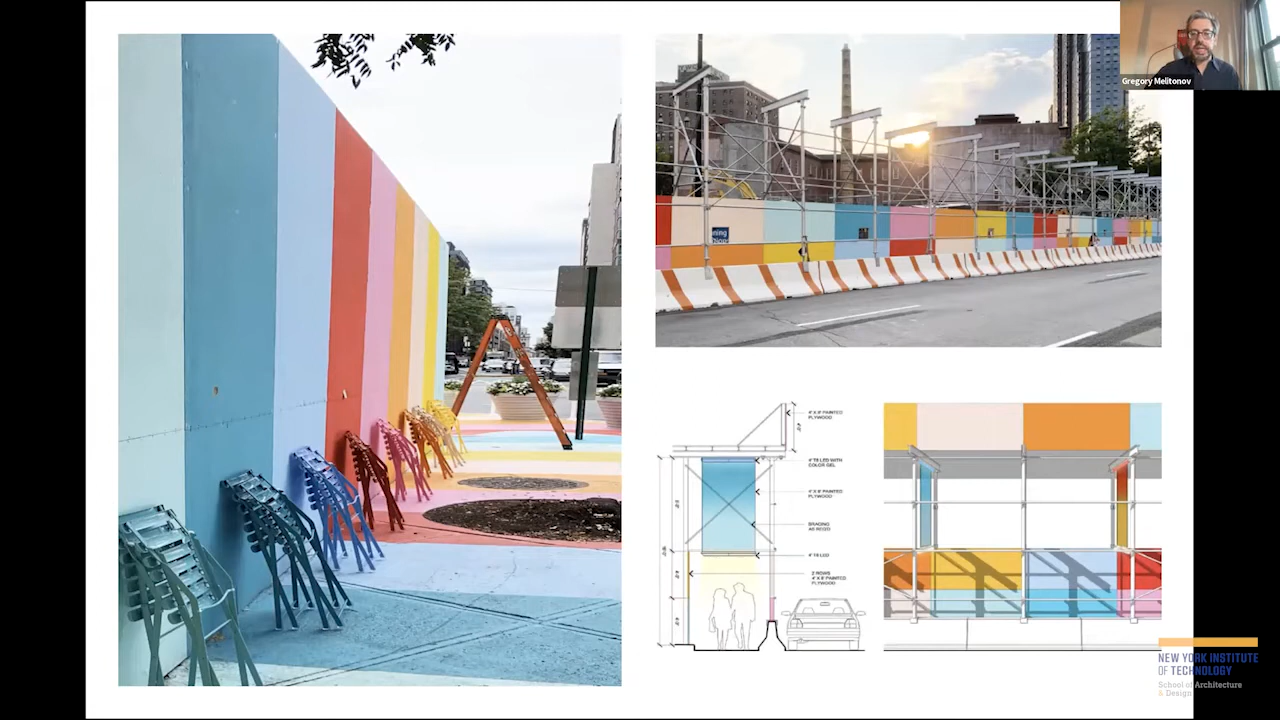 Gregory Melitonov
ning
4' X 8' PAINTED
PLYWOOD
4' T8 LED WITH
COLOR GEL
4' X 8' PAINTED
PLYWOOD
BRACING
AS REQ'D
4' T8 LED
2 ROWS
4' X 8' PAINTED
PLYWOOD
NEW YORK INSTITUTE
OF TECHNOLOGY
School of Architecture
& Design